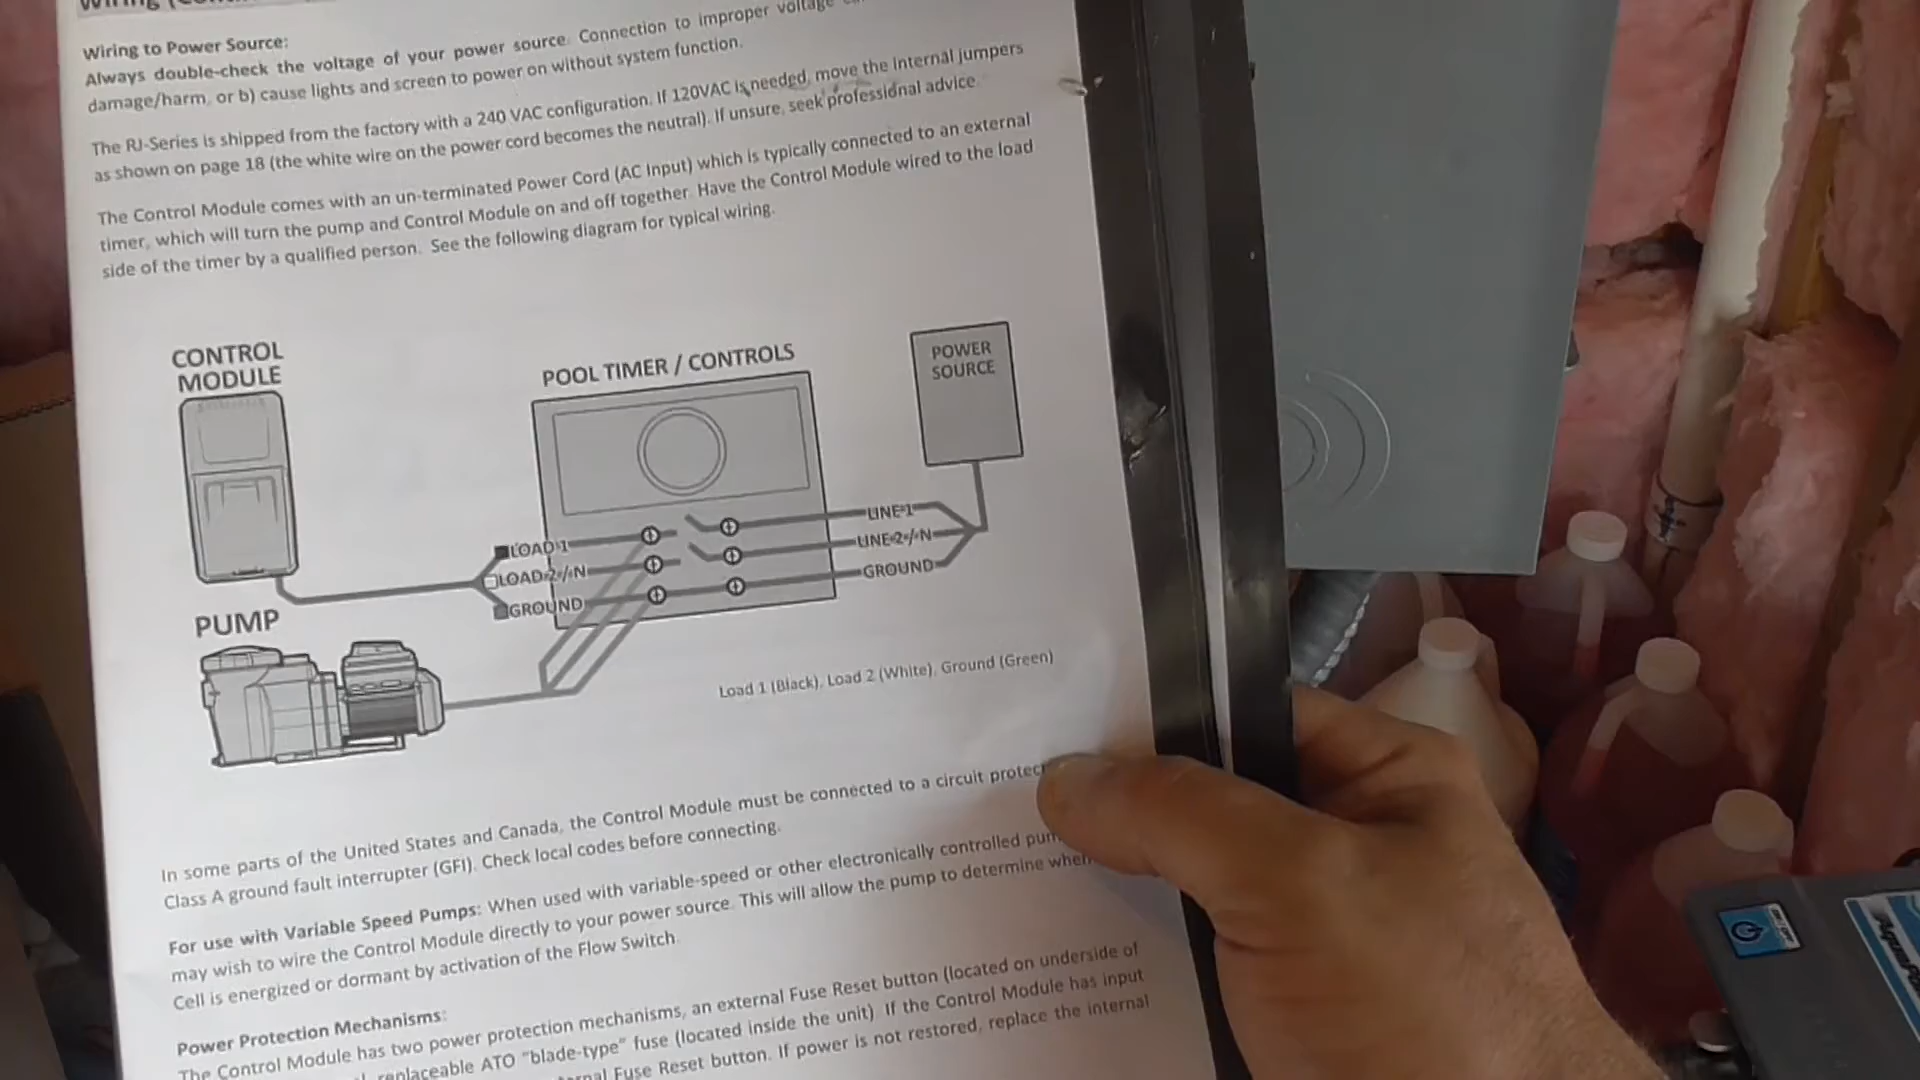 Wiring to Power Source:
Always double-check the voltage of your power source. Connection to improper voltage
damage/harm, or b) cause lights and screen to power on without system function.
The RJ-Series is shipped from the factory with a 240 VAC configuration. If 120VAC is needed, move the internal jumpers
as shown on page 18 (the white wire on the power cord becomes the neutral). If unsure, seek professional advice.
The Control Module comes with an un-terminated Power Cord (AC Input) which is typically connected to an external
timer, which will turn the pump and Control Module on and off together. Have the Control Module wired to the load
side of the timer by a qualified person. See the following diagram for typical wiring.
CONTROL
MODULE
POOL TIMER / CONTROLS
POWER
SOURCE
LOAD 1
LOAD 2 / N
GROUND
LINE 1
LINE 2 / N
GROUND
PUMP
Load 1 (Black), Load 2 (White), Ground (Green)
In some parts of the United States and Canada, the Control Module must be connected to a circuit
Class A ground fault interrupter (GFI). Check local codes before connecting.
For use with Variable Speed Pumps: When used with variable-speed or other electronically controlled
may wish to wire the Control Module directly to your power source. This will allow the pump to determine when
Cell is energized or dormant by activation of the Flow Switch.
Power Protection Mechanisms:
The Control Module has two power protection mechanisms, an external Fuse Reset button (located on underside of
replaceable ATO "blade-type" fuse (located inside the unit) If the Control Module has input
Fuse Reset button. If power is not restored, replace the internal